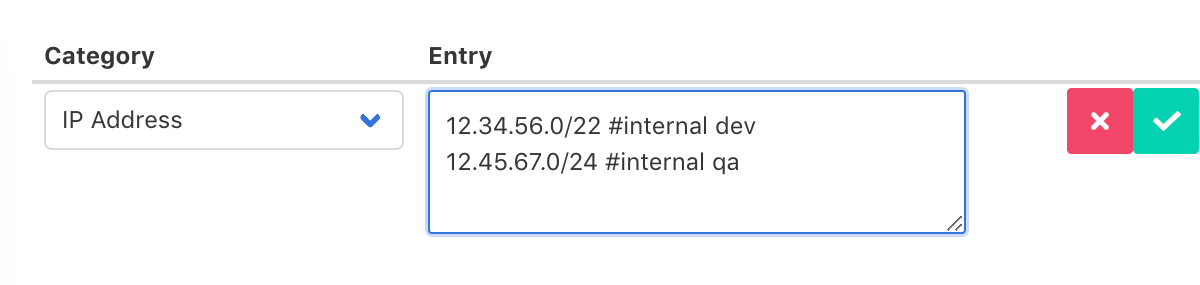 Category Entry
IP Address
12.34.56.0/22 #internal dev
12.45.67.0/24 #internal qa